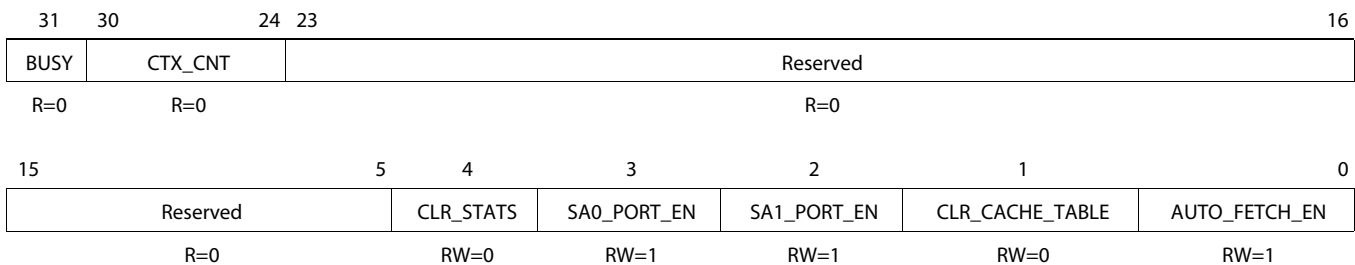 31 30 24 23 16
BUSY CTX_CNT Reserved
R=0 R=0 R=0
15 5 4 3 2 1 0
Reserved CLR_STATS SA0_PORT_EN SA1_PORT_EN CLR_CACHE_TABLE AUTO_FETCH_EN
R=0 RW=0 RW=1 RW=1 RW=0 RW=1